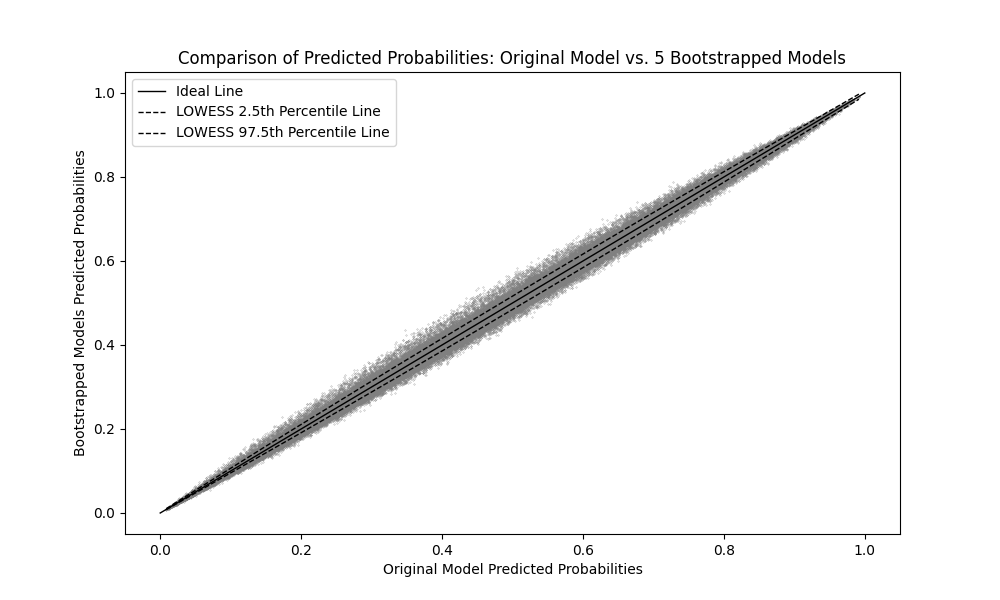 Comparison of Predicted Probabilities: Original Model vs. 5 Bootstrapped Models
Ideal Line
LOWESS 2.5th Percentile Line
LOWESS 97.5th Percentile Line
Bootstrapped Models Predicted Probabilities
1.0
0.8
0.6
0.4
0.2
0.0
0.0 0.2 0.4 0.6 0.8 1.0
Original Model Predicted Probabilities